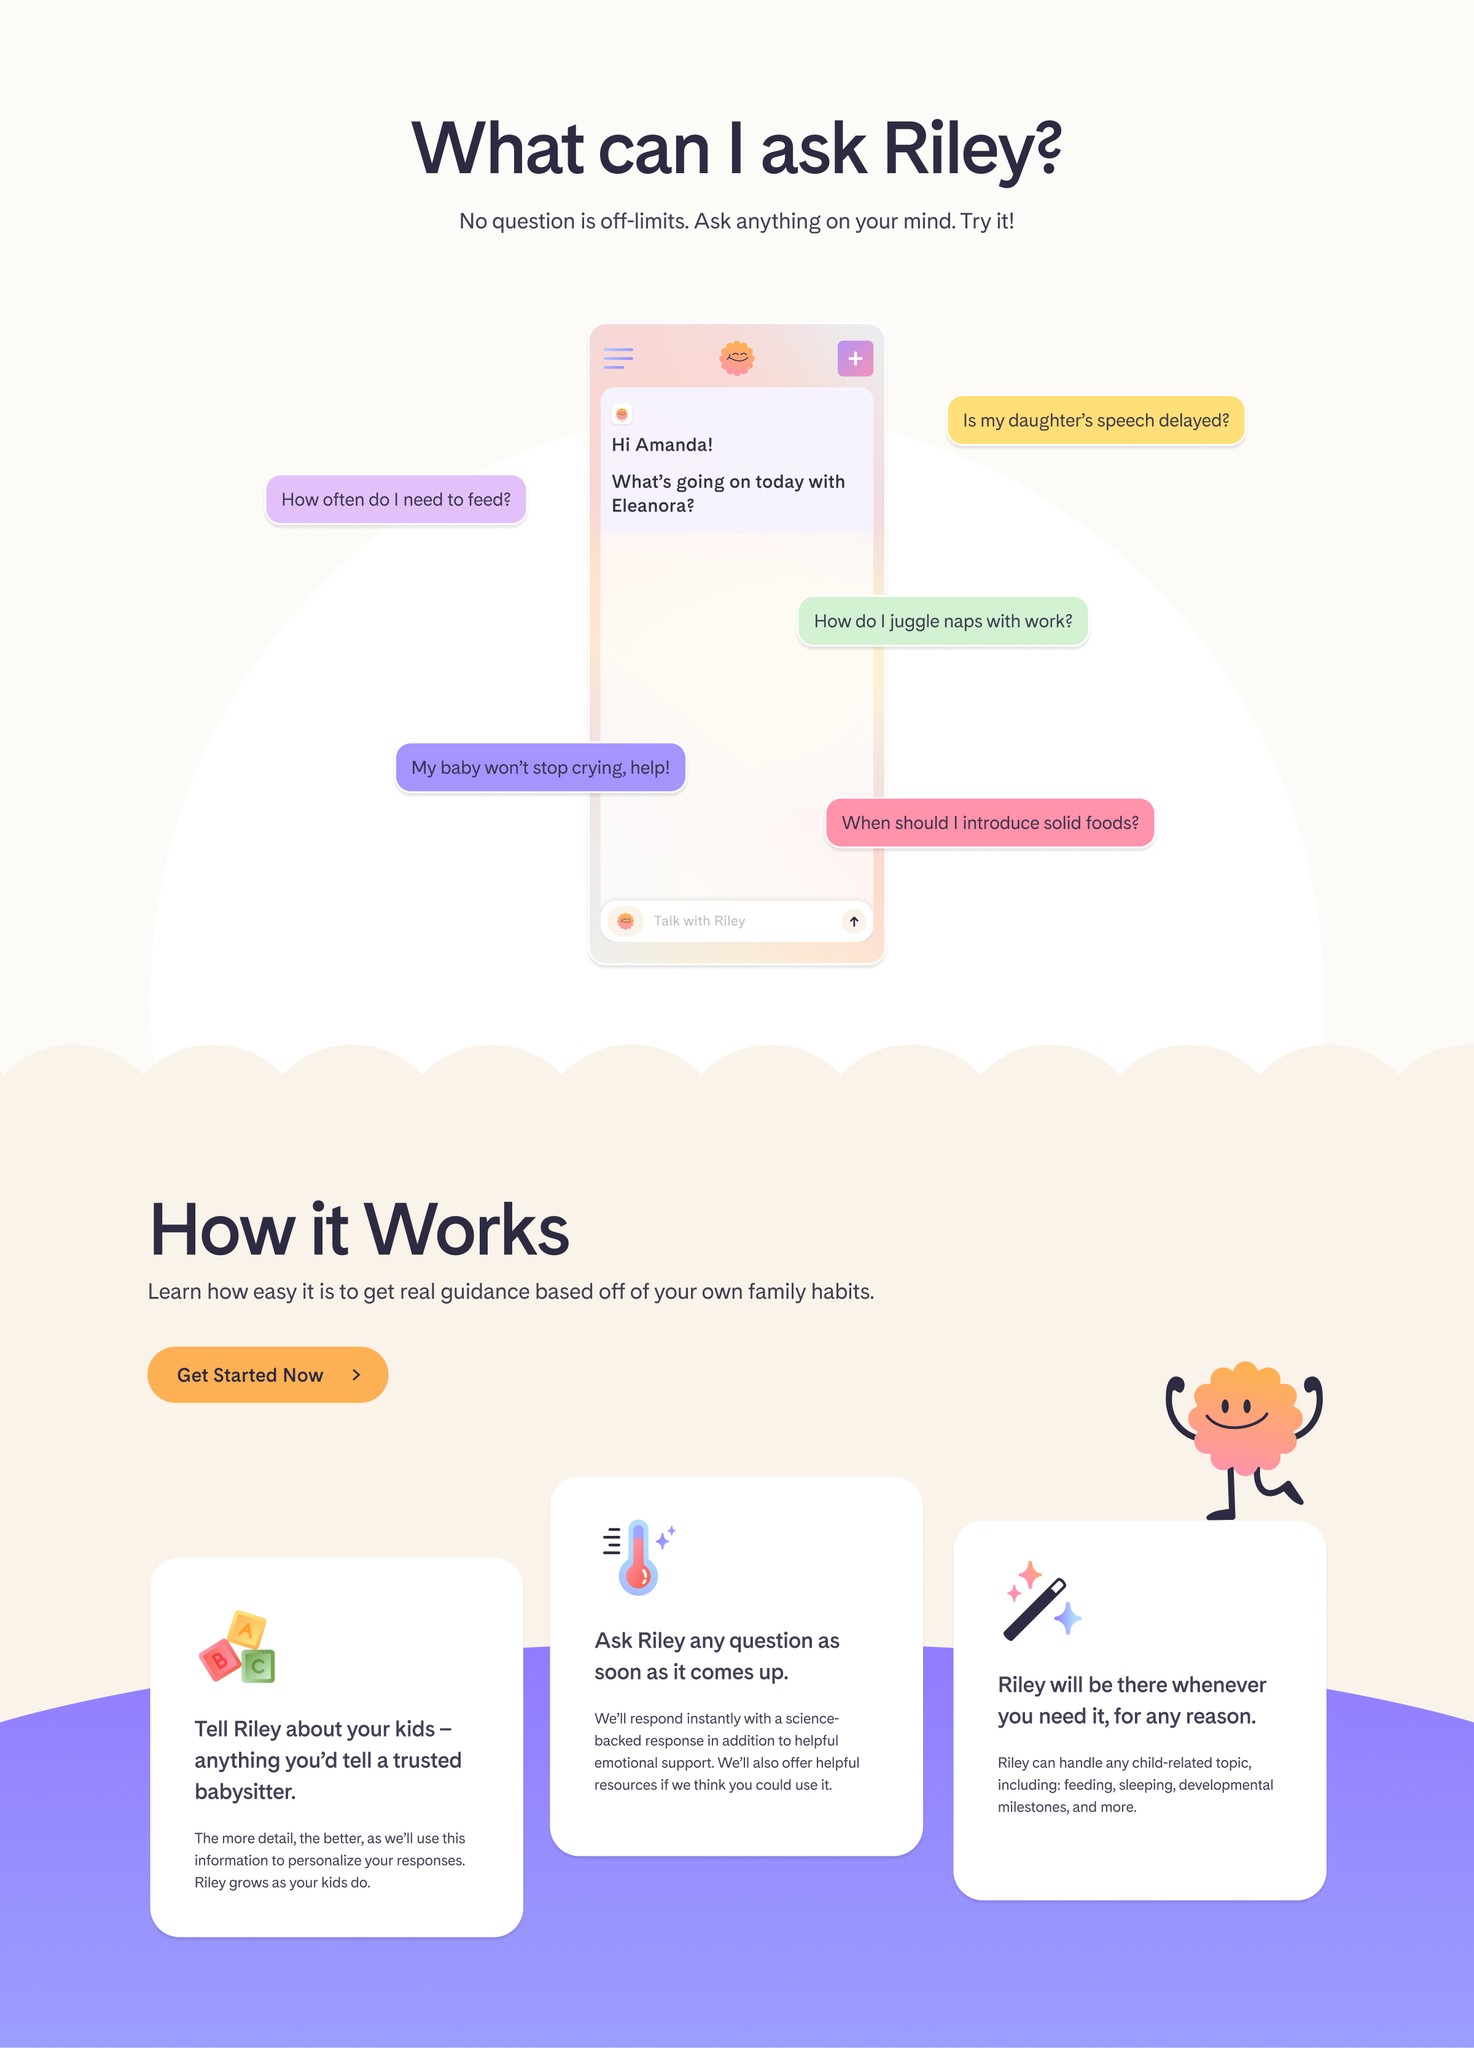 What can I ask Riley?
No question is off-limits. Ask anything on your mind. Try it!
Hi Amanda!
What's going on today with
Eleanora?
Is my daughter's speech delayed?
How often do I need to feed?
How do I juggle naps with work?
My baby won't stop crying, help!
When should I introduce solid foods?
Talk with Riley
How it Works
Learn how easy it is to get real guidance based off of your own family habits.
Get Started Now
A
B
C
Tell Riley about your kids –
anything you'd tell a trusted
babysitter.
The more detail, the better, as we'll use this
information to personalize your responses.
Riley grows as your kids do.
Ask Riley any question as
soon as it comes up.
We'll respond instantly with a science-
backed response in addition to helpful
emotional support. We'll also offer helpful
resources if we think you could use it.
Riley will be there whenever
you need it, for any reason.
Riley can handle any child-related topic,
including: feeding, sleeping, developmental
milestones, and more.